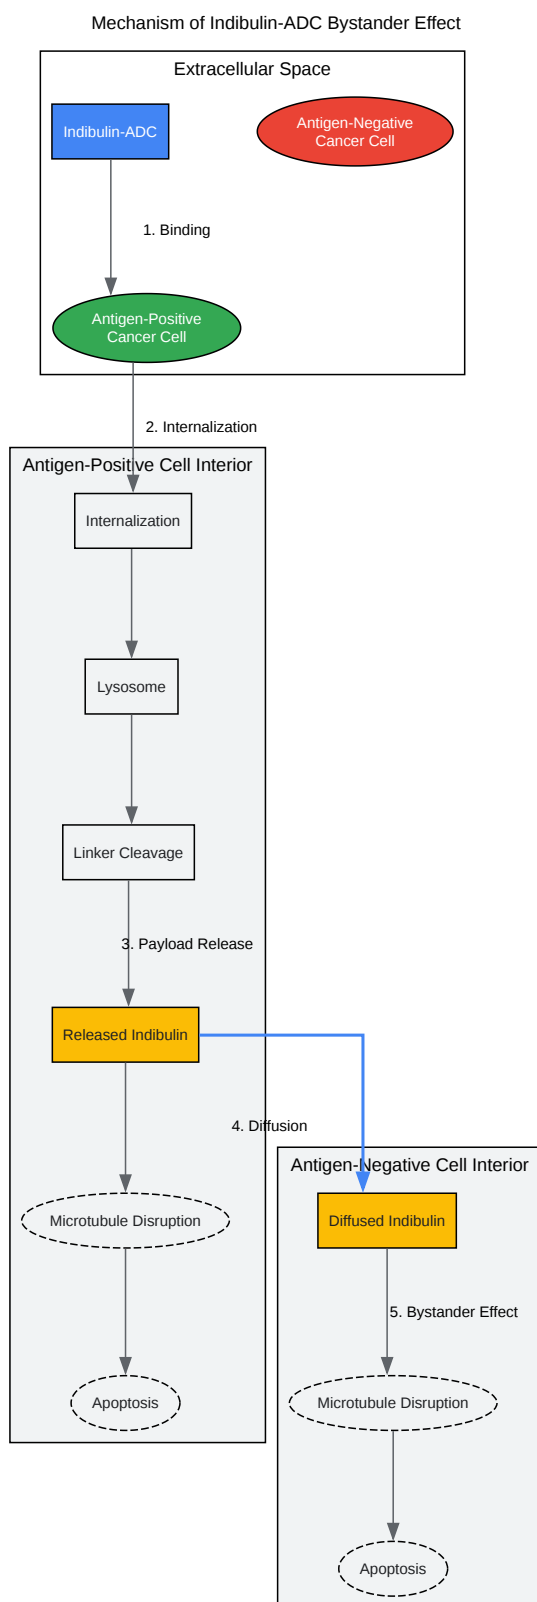 Mechanism of Indibulin-ADC Bystander Effect
Extracellular Space
Indibulin-ADC
Antigen-Negative
Cancer Cell
1. Binding
Antigen-Positive
Cancer Cell
2. Internalization
Antigen-Positive Cell Interior
Internalization
Lysosome
Linker Cleavage
3. Payload Release
Released Indibulin
4. Diffusion
Antigen-Negative Cell Interior
Microtubule Disruption
Diffused Indibulin
5. Bystander Effect
Apoptosis
Microtubule Disruption
Apoptosis